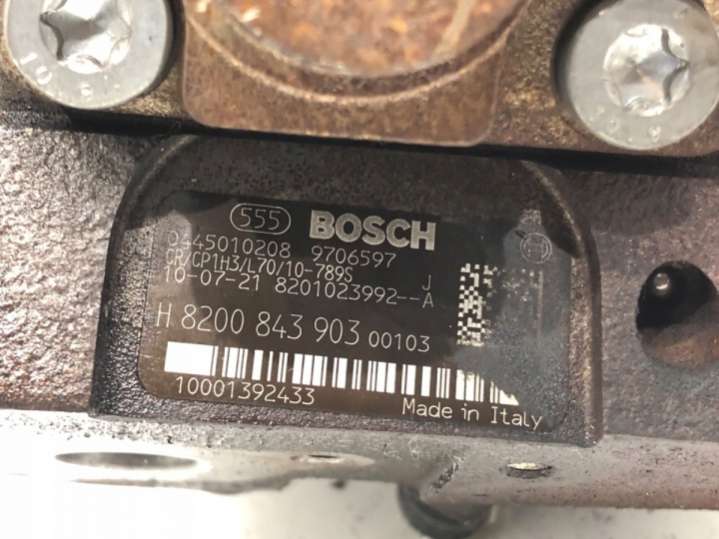 555 BOSCH
0445010208 9706597
CR/CP1H3/L70/10-789S J
10-07-21 8201023992--A
H 8200 843 903 00103
10001392433
Made in Italy